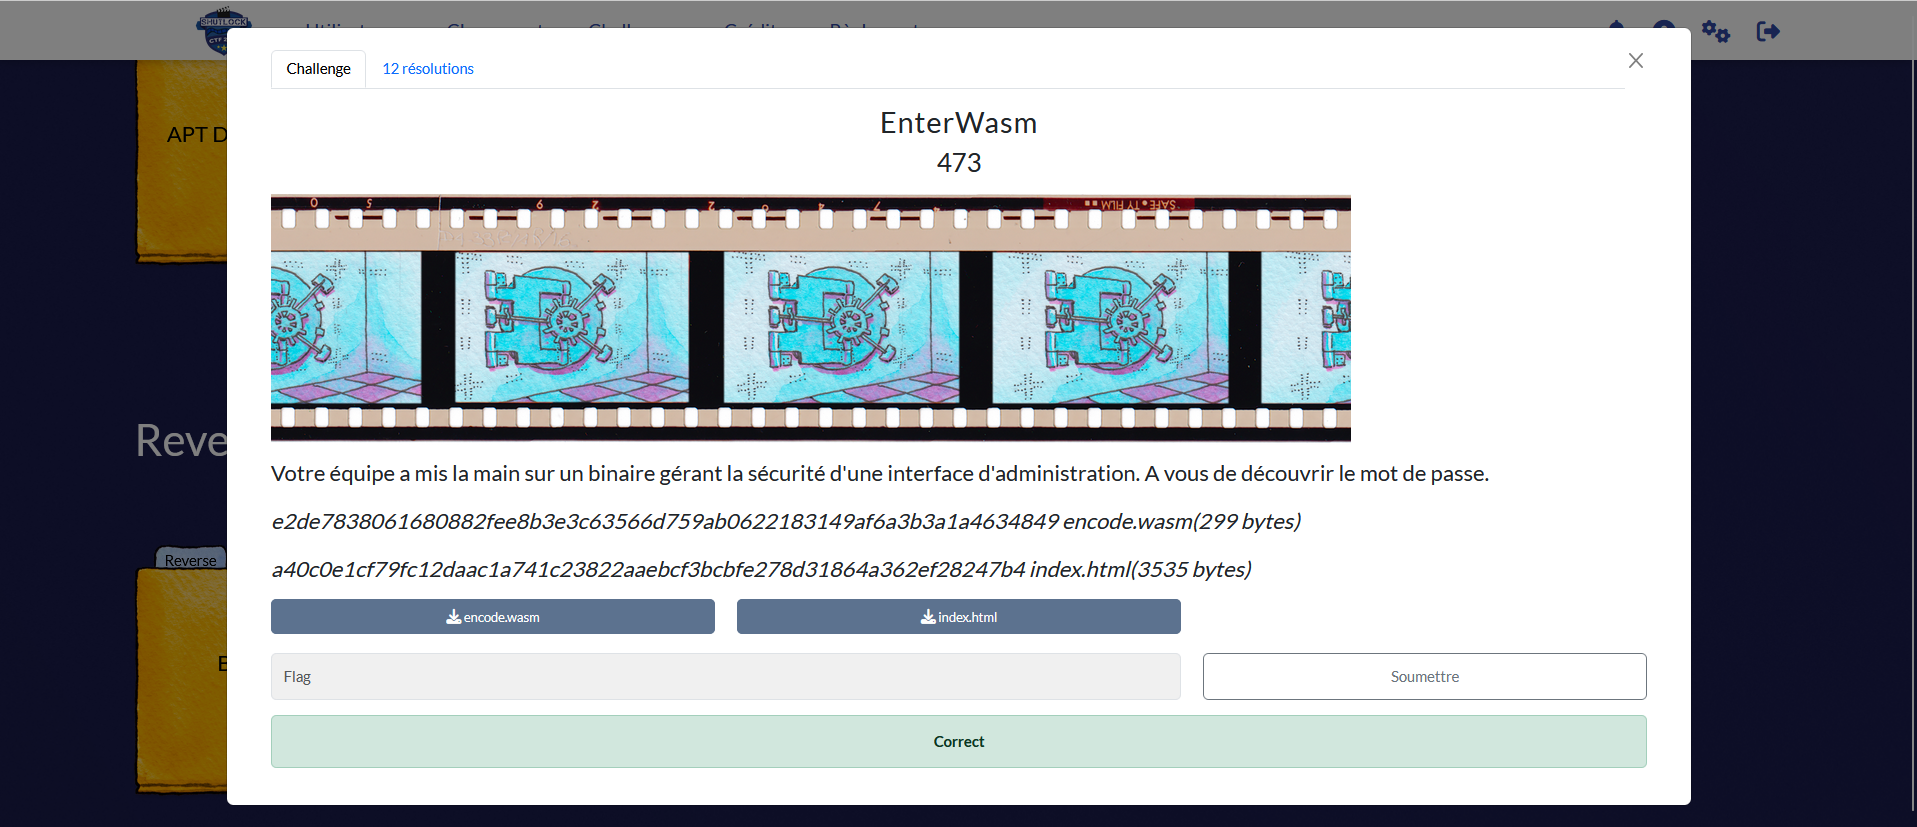 SHUTLOCK
Challenge
12 résolutions
EnterWasm
473
SAFE TY FILM
Votre équipe a mis la main sur un binaire gérant la sécurité d'une interface d'administration. A vous de découvrir le mot de passe.
e2de7838061680882fee8b3e3c63566d759ab0622183149af6a3b3a1a4634849 encode.wasm(299 bytes)
a40c0e1cf79fc12daac1a741c23822aaebcf3bcbfe278d31864a362ef28247b4 index.html(3535 bytes)
encode.wasm
index.html
Flag
Soumettre
Correct
APT D
Reve
Reverse
E